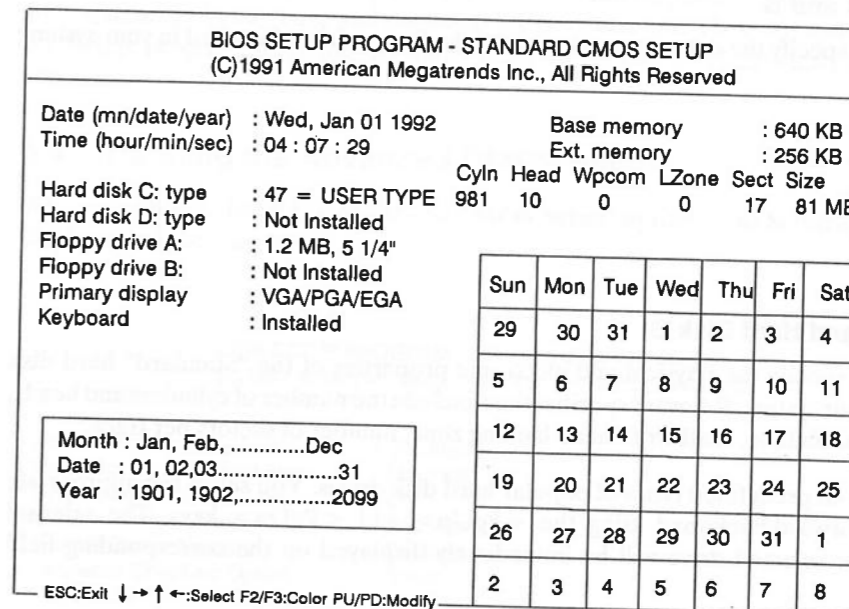 specify the
BIOS SETUP PROGRAM - STANDARD CMOS SETUP
(C)1991 American Megatrends Inc., All Rights Reserved
Date (mn/date/year) : Wed, Jan 01 1992
Time (hour/min/sec) : 04 : 07 : 29
Base memory : 640 KB
Ext. memory : 256 KB
Cyln Head Wpcom LZone Sect Size
Hard disk C: type : 47 = USER TYPE 981 10 0 0 17 81 MB
Hard disk D: type : Not Installed
Floppy drive A: : 1.2 MB, 5 1/4"
Floppy drive B: : Not Installed
Primary display : VGA/PGA/EGA
Keyboard : Installed
Sun Mon Tue Wed Thu Fri Sat
29 30 31 1 2 3 4
5 6 7 8 9 10 11
12 13 14 15 16 17 18
19 20 21 22 23 24 25
26 27 28 29 30 31 1
2 3 4 5 6 7 8
Month : Jan, Feb,..............Dec
Date : 01, 02,03....................31
Year : 1901, 1902,................2099
ESC:Exit ↓ → ↑ ←:Select F2/F3:Color PU/PD:Modify